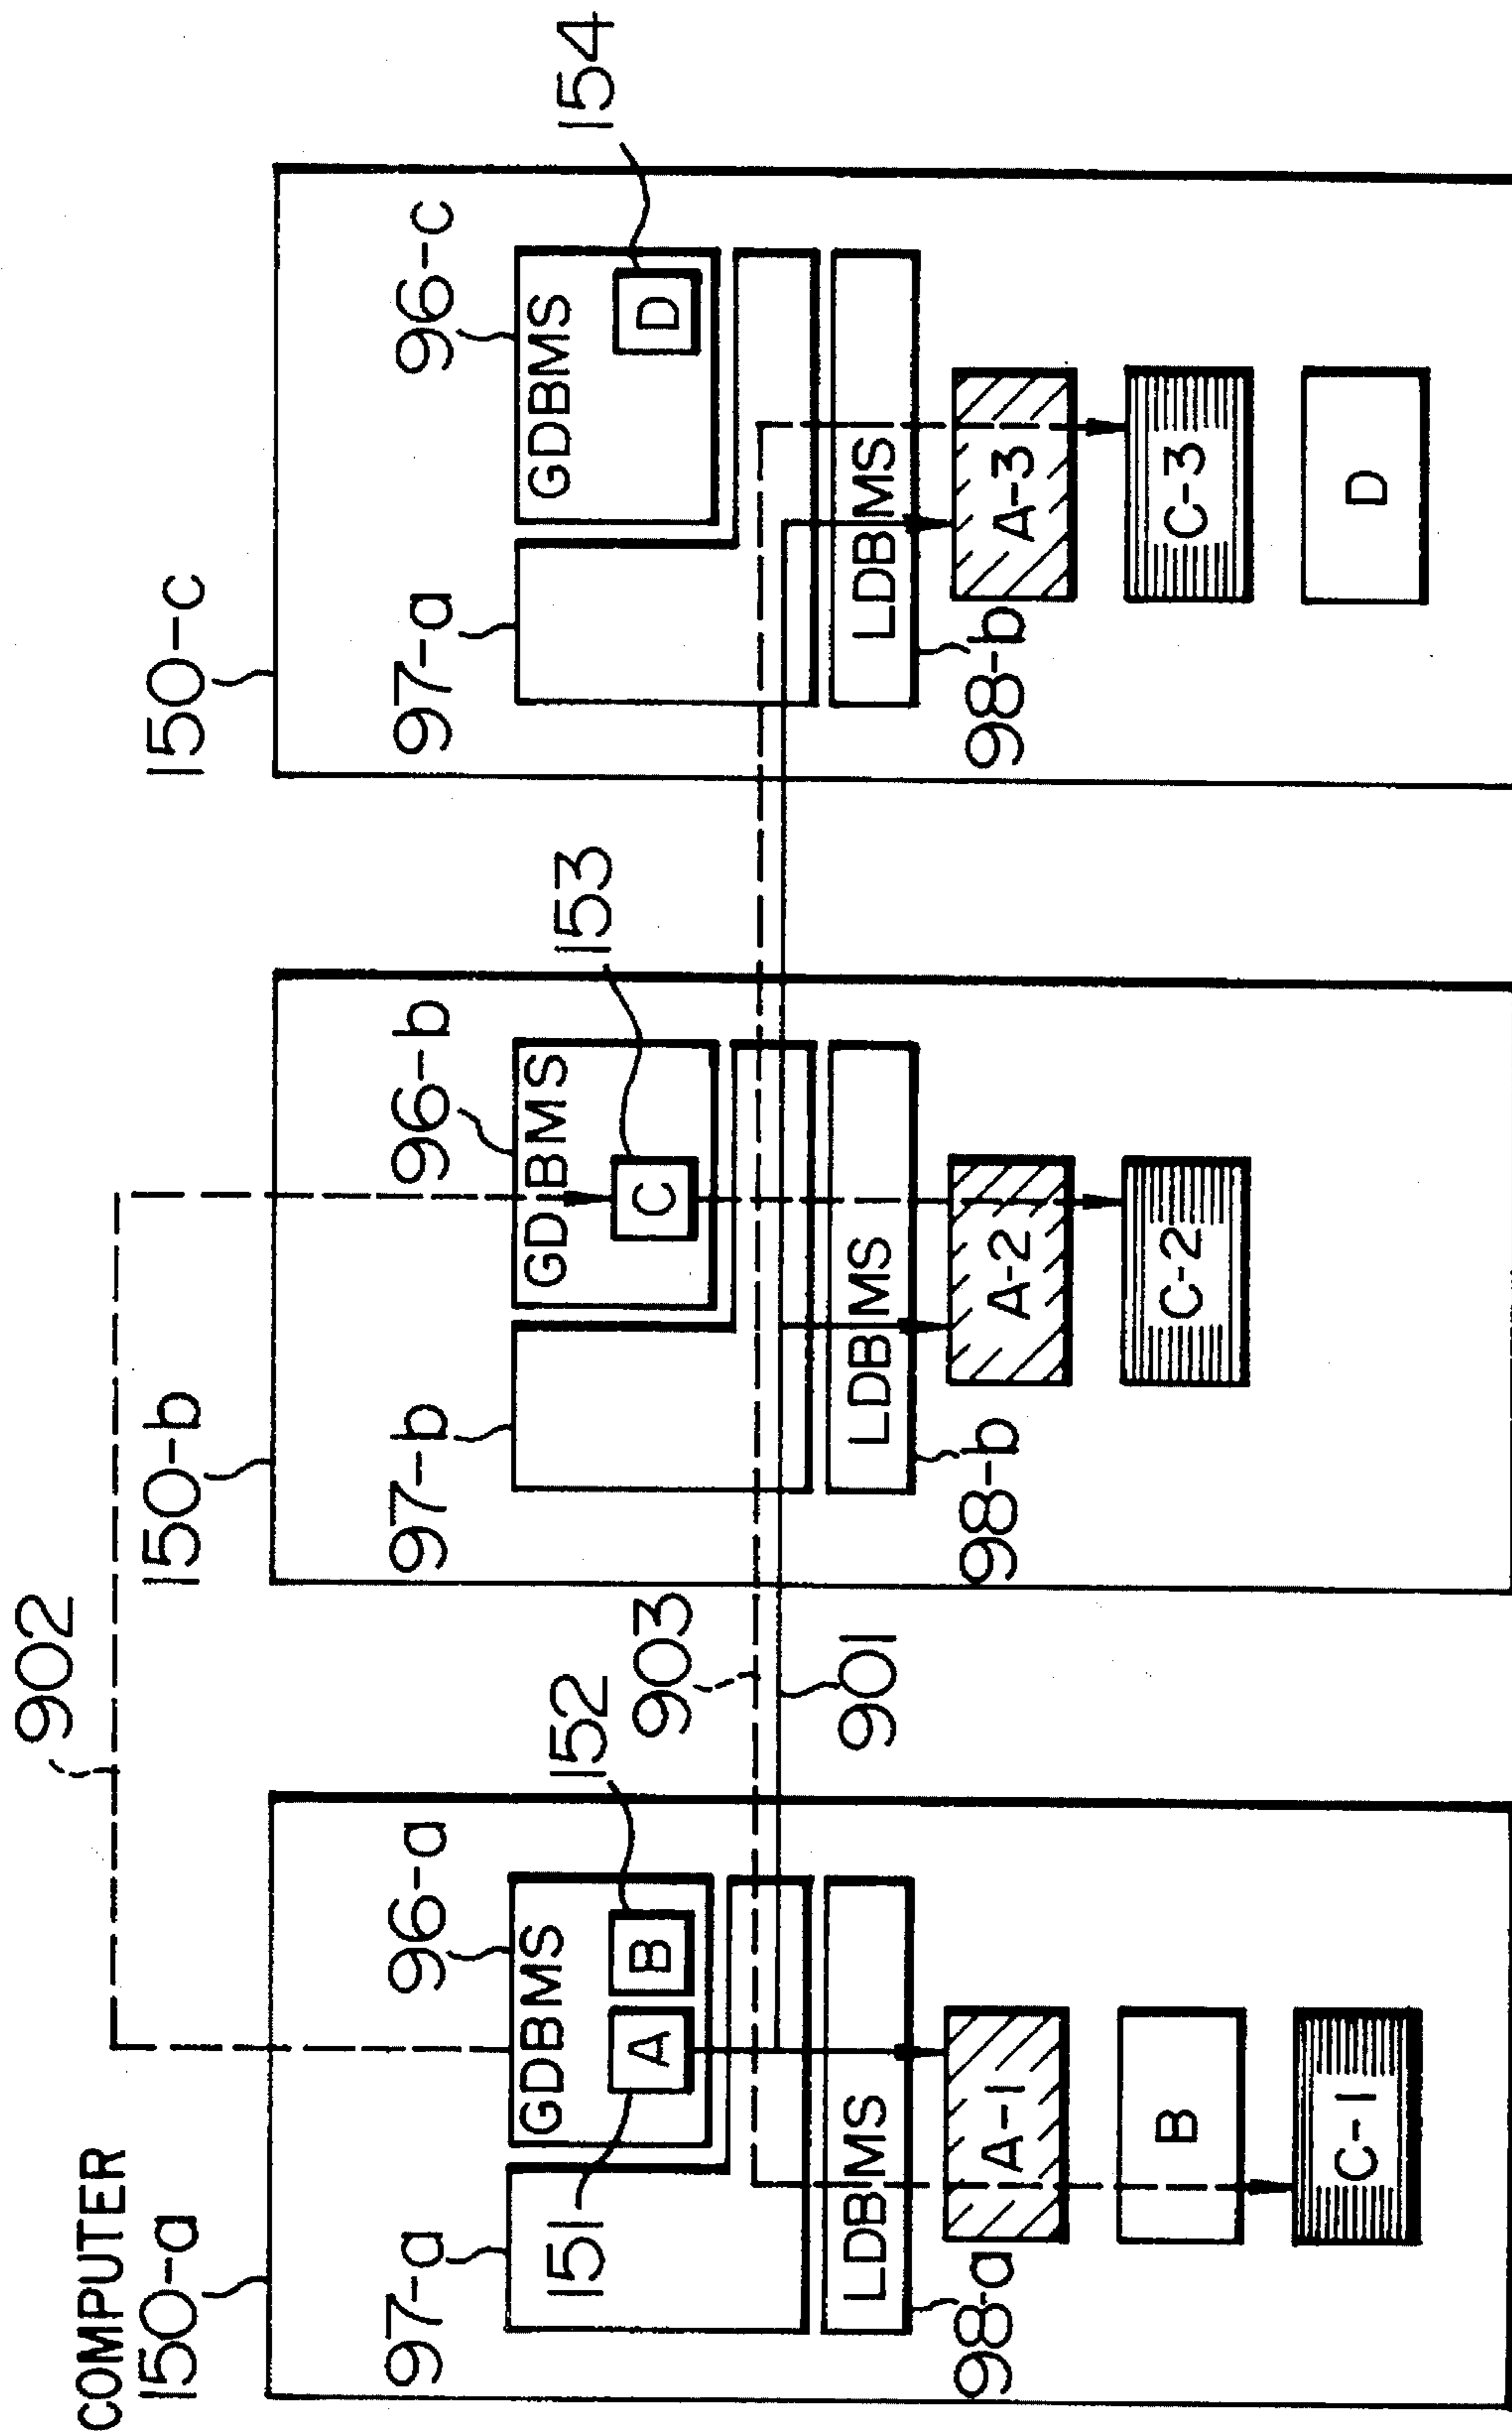 902
COMPUTER
150-a
150-b
150-c
96-a
97-a
GDBMS
A
B
151
152
LDBMS
98-a
A-1
B
C-1
903
901
96-b
97-b
GDBMS
C
153
LDBMS
98-b
A-2
C-2
96-c
97-a
GDBMS
D
154
LDBMS
98-b
A-3
C-3
D